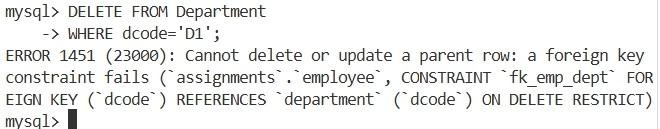 mysql> DELETE FROM Department
    -> WHERE dcode='D1';
ERROR 1451 (23000): Cannot delete or update a parent row: a foreign key
constraint fails (`assignments`.`employee`, CONSTRAINT `fk_emp_dept` FOR
EIGN KEY (`dcode`) REFERENCES `department` (`dcode`) ON DELETE RESTRICT)
mysql>